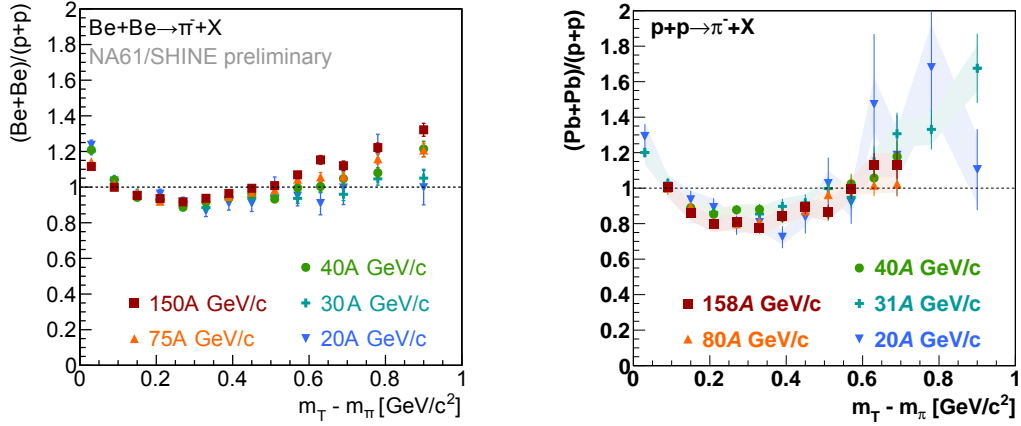 (Be+Be)/(p+p)
2
1.8
1.6
1.4
1.2
1
0.8
0.6
0.4
0.2
0
Be+Be→π⁻+X
NA61/SHINE preliminary
40A GeV/c
150A GeV/c
30A GeV/c
75A GeV/c
20A GeV/c
0 0.2 0.4 0.6 0.8 1
m_T - m_π [GeV/c²]
(Pb+Pb)/(p+p)
2
1.8
1.6
1.4
1.2
1
0.8
0.6
0.4
0.2
0
p+p→π⁻+X
40A GeV/c
158A GeV/c
31A GeV/c
80A GeV/c
20A GeV/c
0 0.2 0.4 0.6 0.8 1
m_T - m_π [GeV/c²]